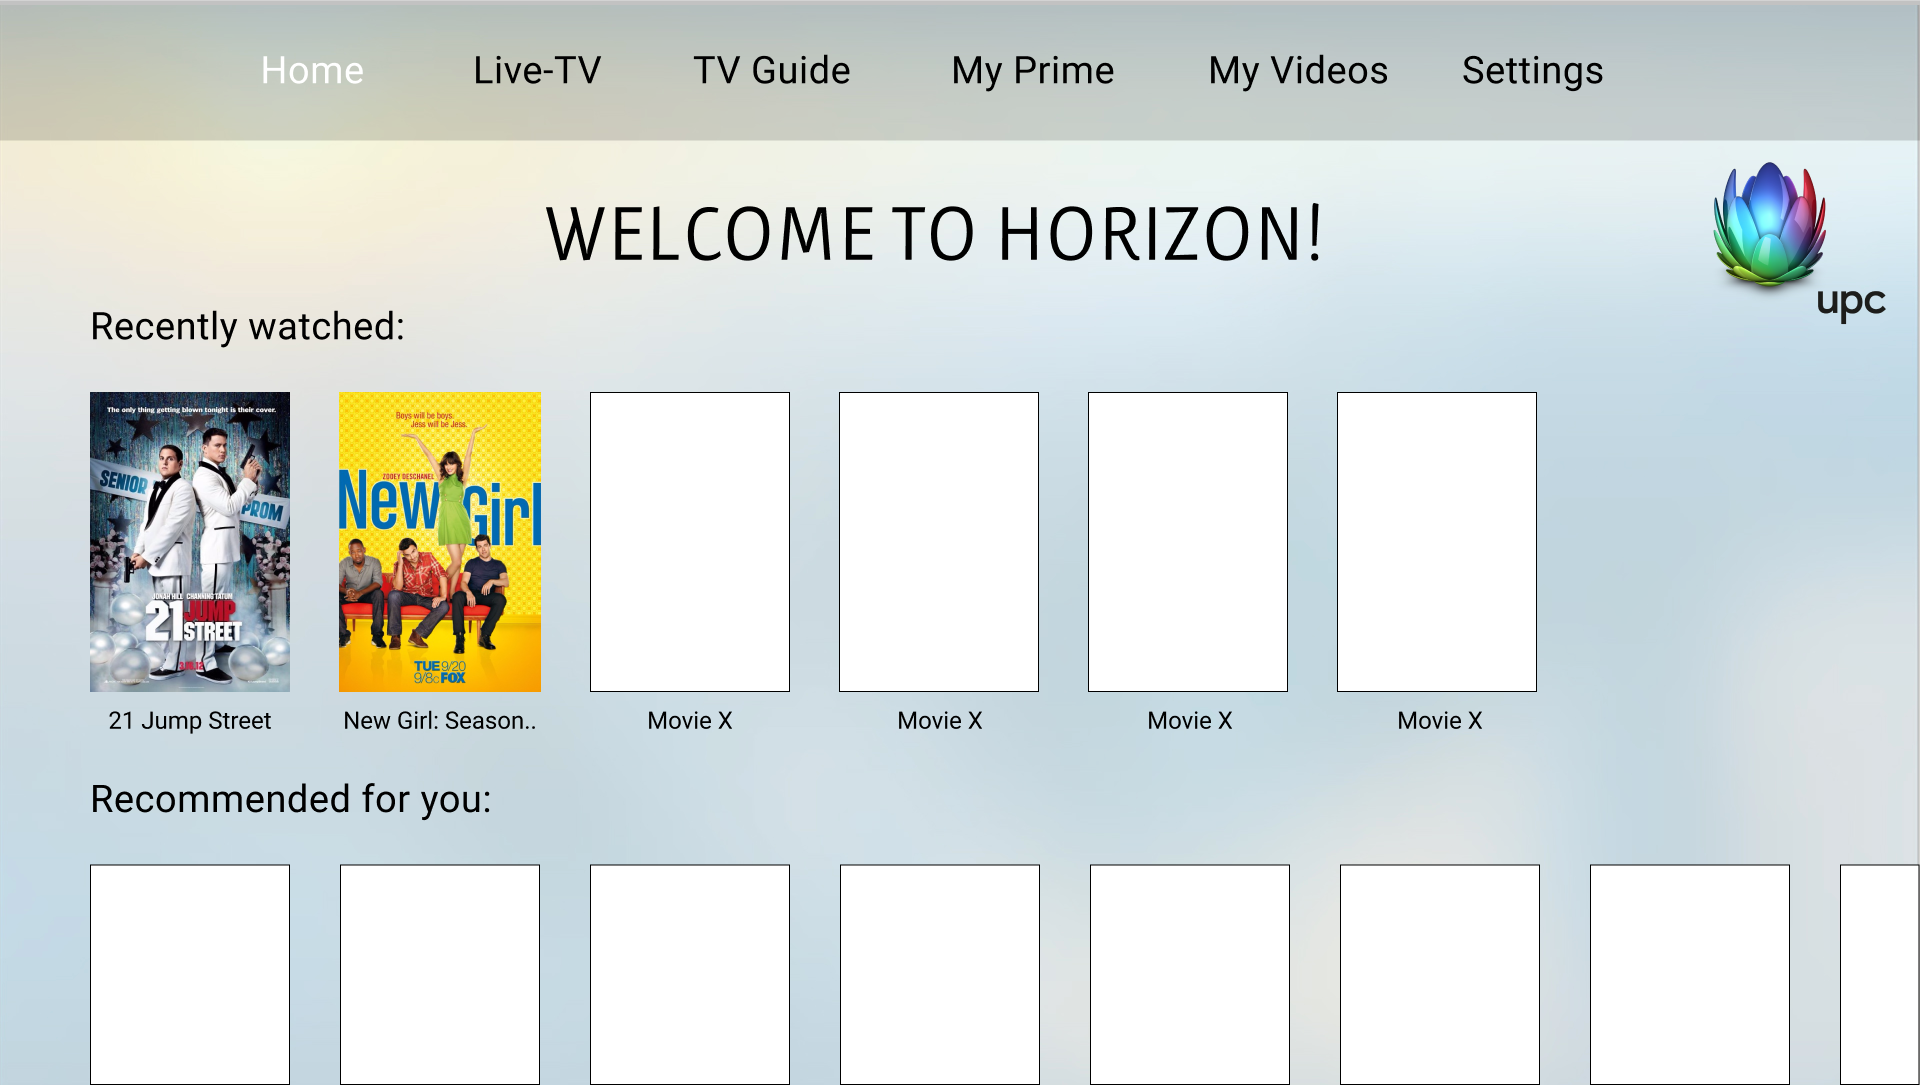 Home Live-TV TV Guide My Prime My Videos Settings
WELCOME TO HORIZON!
upc
Recently watched:
The only thing getting blown tonight is their cover.
SENIOR
PROM
JONAH HILL CHANNING TATUM
21 JUMP
STREET
Boys will be boys.
Jess will be Jess.
ZOOEY DESCHANEL
New Girl
TUE 9/20
9/8c FOX
21 Jump Street New Girl: Season.. Movie X Movie X Movie X Movie X
Recommended for you: